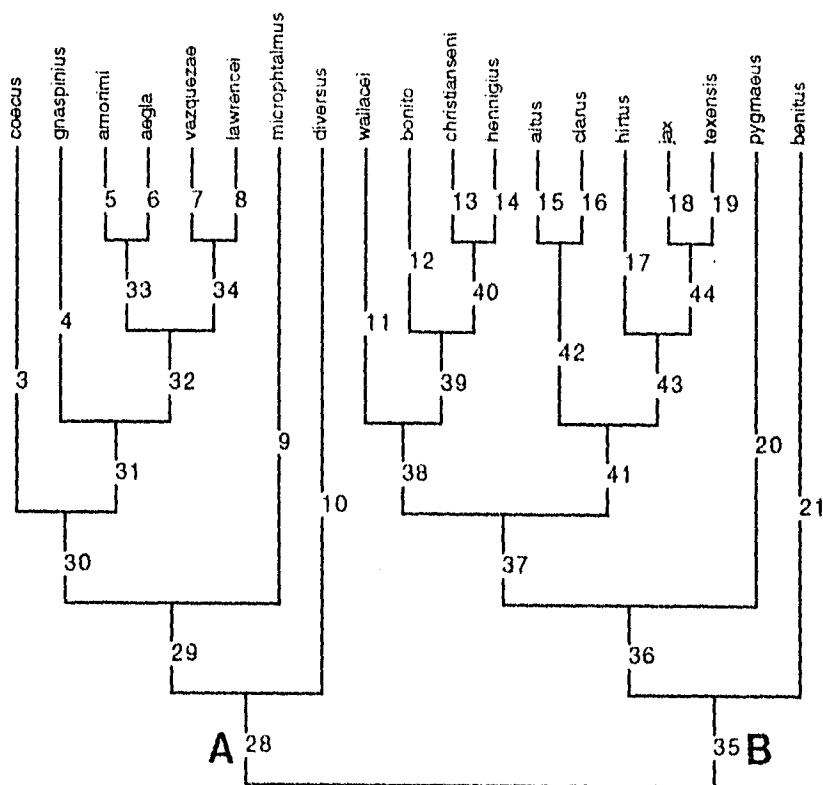 coecus
gnaspinius
amorimi
aegla
vazquezae
lawrencei
microphtalmus
diversus
wallacei
bonito
christianseni
hennigius
altus
clarus
hirtus
jax
texensis
pygmaeus
benitus
5 6 7 8 13 14 15 16 18 19
12 17
33 34 40 44
4 11
42
3 32 39 43
9 20
31 38 41
10 21
30 37
29 36
A 28 35 B